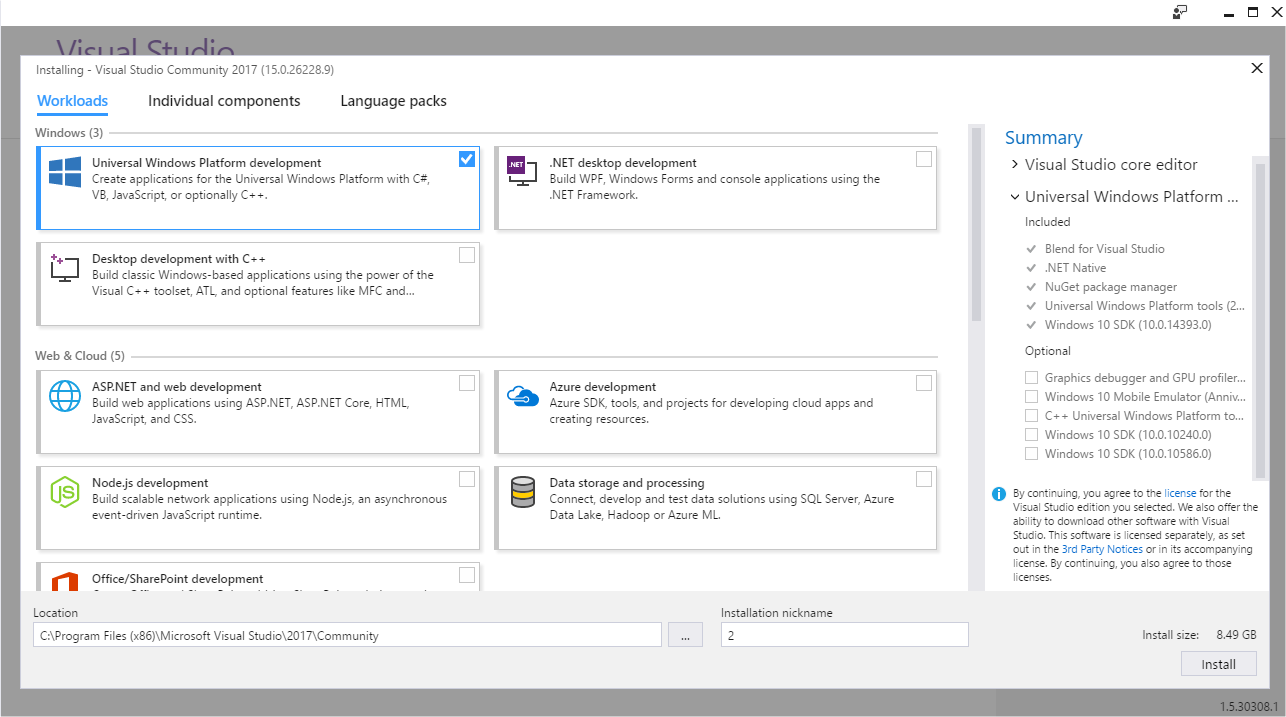 Visual Studio
Installing - Visual Studio Community 2017 (15.0.26228.9)
Workloads
Individual components
Language packs
Windows (3)
Universal Windows Platform development
Create applications for the Universal Windows Platform with C#,
VB, JavaScript, or optionally C++.
.NET
.NET desktop development
Build WPF, Windows Forms and console applications using the
.NET Framework.
Desktop development with C++
Build classic Windows-based applications using the power of the
Visual C++ toolset, ATL, and optional features like MFC and...
Web & Cloud (5)
ASP.NET and web development
Build web applications using ASP.NET, ASP.NET Core, HTML,
JavaScript, and CSS.
Azure development
Azure SDK, tools, and projects for developing cloud apps and
creating resources.
JS
Node.js development
Build scalable network applications using Node.js, an asynchronous
event-driven JavaScript runtime.
Data storage and processing
Connect, develop and test data solutions using SQL Server, Azure
Data Lake, Hadoop or Azure ML.
Office/SharePoint development
Summary
Visual Studio core editor
Universal Windows Platform ...
Included
Blend for Visual Studio
.NET Native
NuGet package manager
Universal Windows Platform tools (2...
Windows 10 SDK (10.0.14393.0)
Optional
Graphics debugger and GPU profiler...
Windows 10 Mobile Emulator (Anniv...
C++ Universal Windows Platform to...
Windows 10 SDK (10.0.10240.0)
Windows 10 SDK (10.0.10586.0)
By continuing, you agree to the license for the
Visual Studio edition you selected. We also offer the
ability to download other software with Visual
Studio. This software is licensed separately, as set
out in the 3rd Party Notices or in its accompanying
license. By continuing, you also agree to those
licenses.
Location
C:\Program Files (x86)\Microsoft Visual Studio\2017\Community
...
Installation nickname
2
Install size: 8.49 GB
Install
1.5.30308.1